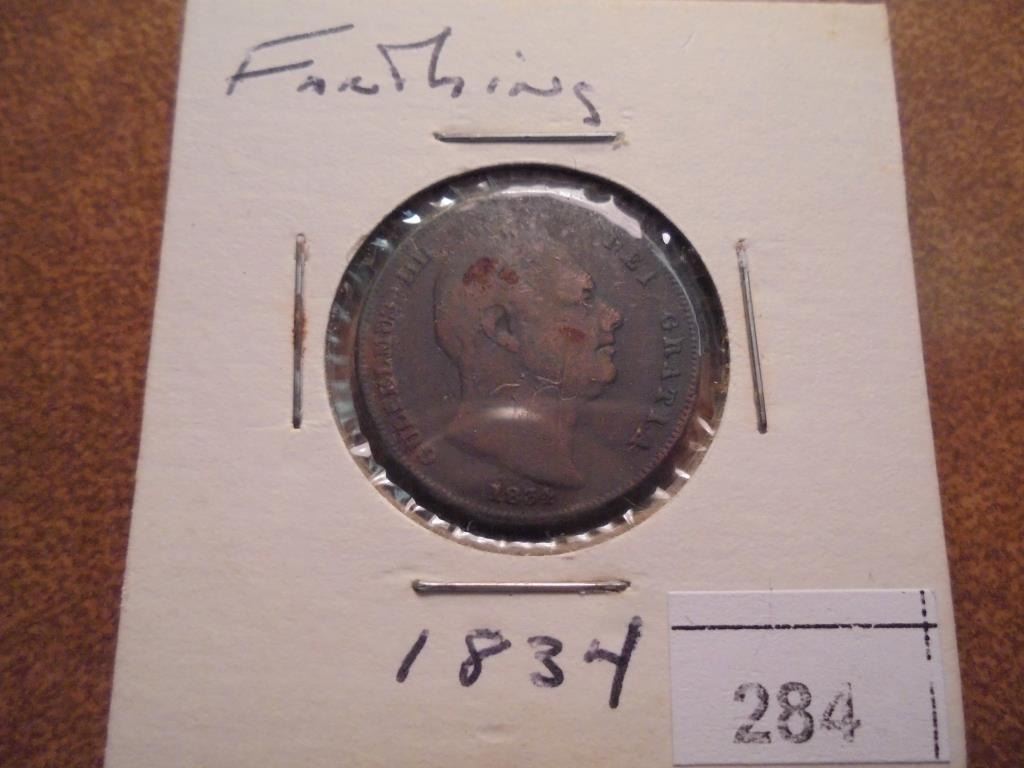 Farthing
GULIELMUS IIII DEI GRATIA
1834
1834
284